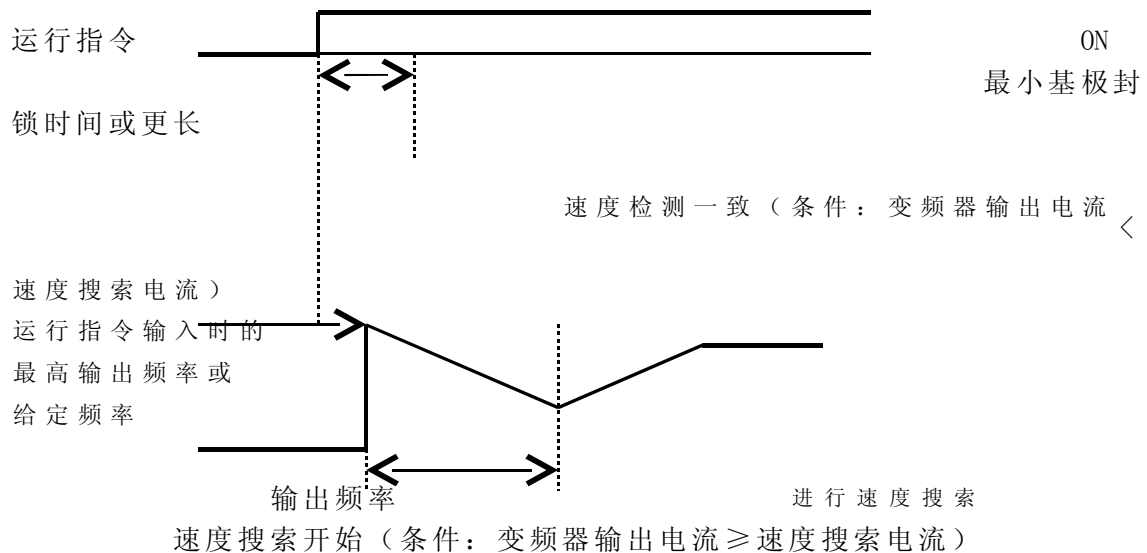 运行指令
ON
最小基极封
锁时间或更长
速度检测一致（条件：变频器输出电流
<
速度搜索电流）
运行指令输入时的
最高输出频率或
给定频率
输出频率
进行速度搜索
速度搜索开始（条件：变频器输出电流≥速度搜索电流）